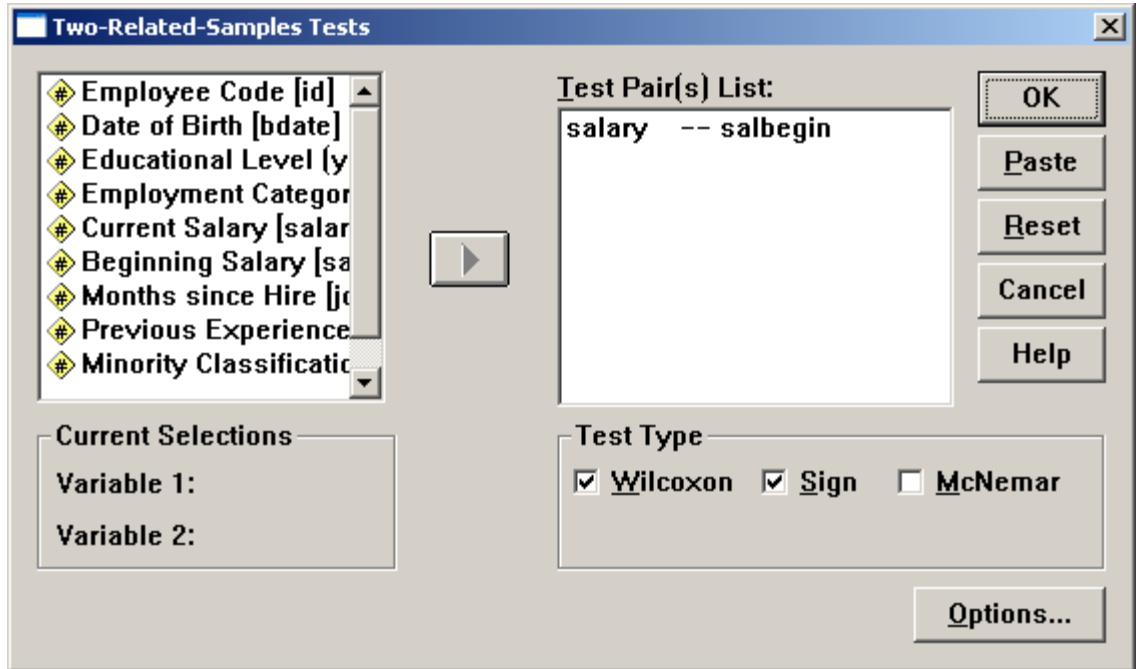 Two-Related-Samples Tests
Employee Code [id]
Date of Birth [bdate]
Educational Level (y
Employment Categor
Current Salary [salar
Beginning Salary [sa
Months since Hire [jo
Previous Experience
Minority Classificatic
Test Pair(s) List:
salary -- salbegin
OK
Paste
Reset
Cancel
Help
Current Selections
Variable 1:
Variable 2:
Test Type
Wilcoxon
Sign
McNemar
Options...